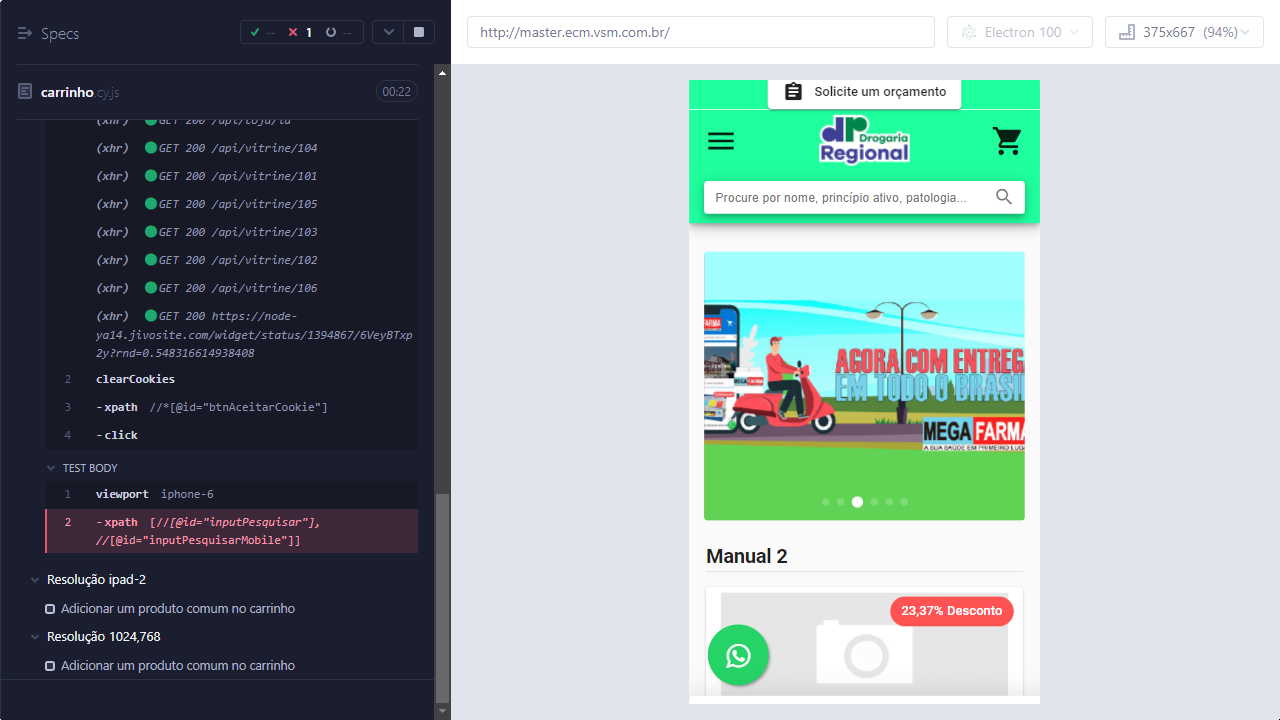 Specs
-- 1 --
carrinho.cy.js
00:22
(xhr) GET 200 /api/loja/id
(xhr) GET 200 /api/vitrine/104
(xhr) GET 200 /api/vitrine/101
(xhr) GET 200 /api/vitrine/105
(xhr) GET 200 /api/vitrine/103
(xhr) GET 200 /api/vitrine/102
(xhr) GET 200 /api/vitrine/106
(xhr) GET 200 https://node-
ya14.jivosite.com/widget/status/1394867/6VeyBTxp
2y?rnd=0.548316614938408
2 clearCookies
3 -xpath //*[@id="btnAceitarCookie"]
4 -click
TEST BODY
1 viewport iphone-6
2 -xpath [//[@id="inputPesquisar"],
//[@id="inputPesquisarMobile"]]
Resolução ipad-2
Adicionar um produto comum no carrinho
Resolução 1024,768
Adicionar um produto comum no carrinho
http://master.ecm.vsm.com.br/
Electron 100
375x667 (94%)
Solicite um orçamento
dr Drogaria
Regional
Procure por nome, princípio ativo, patologia...
FARMA
AGORA COM ENTREG
EM TODO O BRASIL
MEGA FARMA
A SUA SAÚDE EM PRIMEIRO LUGA
Manual 2
23,37% Desconto